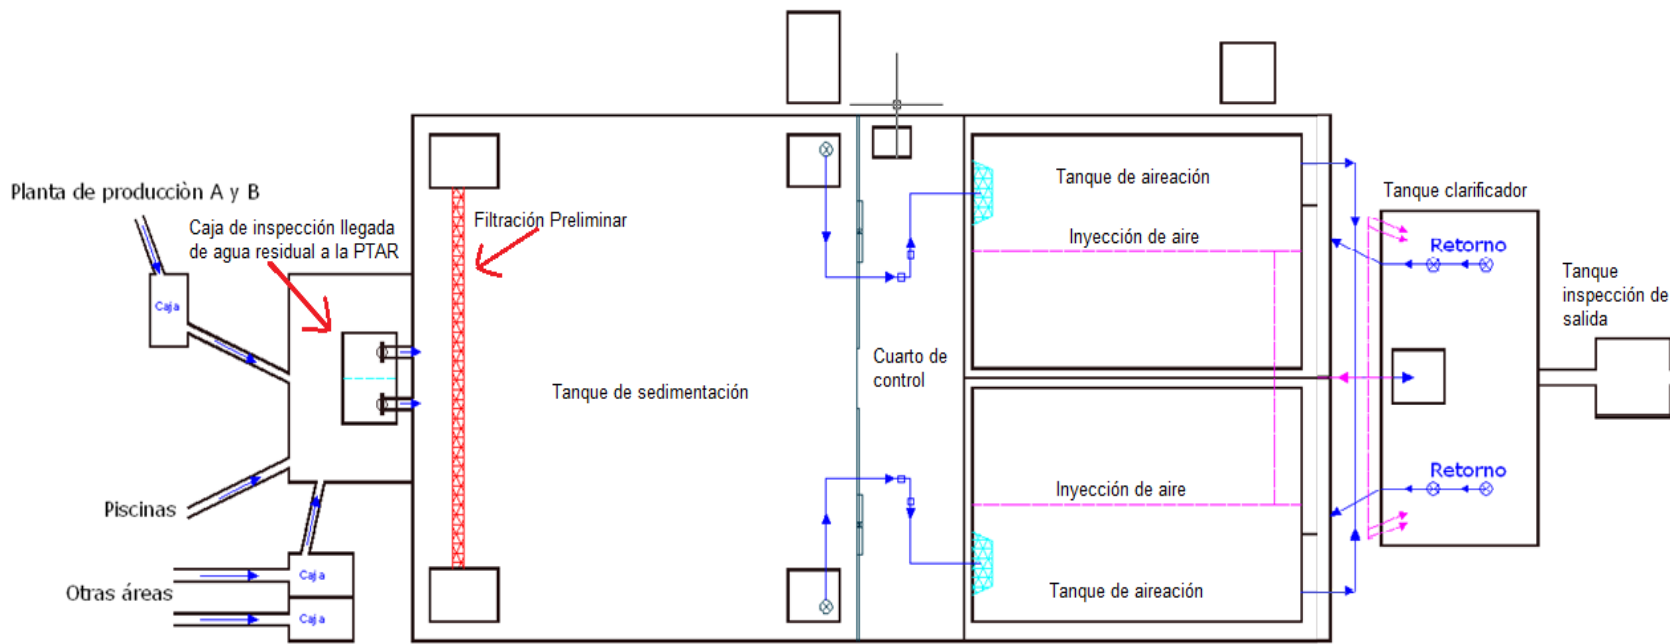 Planta de producciòn A y B
Caja de inspección llegada
de agua residual a la PTAR
Caja
Piscinas
Otras áreas
Caja
Caja
Filtración Preliminar
Tanque de sedimentación
Cuarto de
control
Tanque de aireación
Inyección de aire
Inyección de aire
Tanque de aireación
Tanque clarificador
Retorno
Retorno
Tanque
inspección de
salida